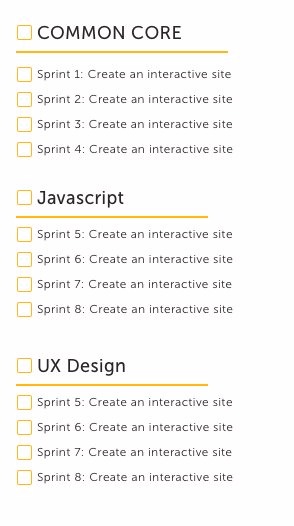 COMMON CORE
Sprint 1: Create an interactive site
Sprint 2: Create an interactive site
Sprint 3: Create an interactive site
Sprint 4: Create an interactive site
Javascript
Sprint 5: Create an interactive site
Sprint 6: Create an interactive site
Sprint 7: Create an interactive site
Sprint 8: Create an interactive site
UX Design
Sprint 5: Create an interactive site
Sprint 6: Create an interactive site
Sprint 7: Create an interactive site
Sprint 8: Create an interactive site